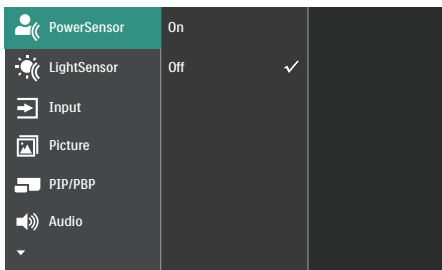 PowerSensor
On
LightSensor
Off
Input
Picture
PIP/PBP
Audio